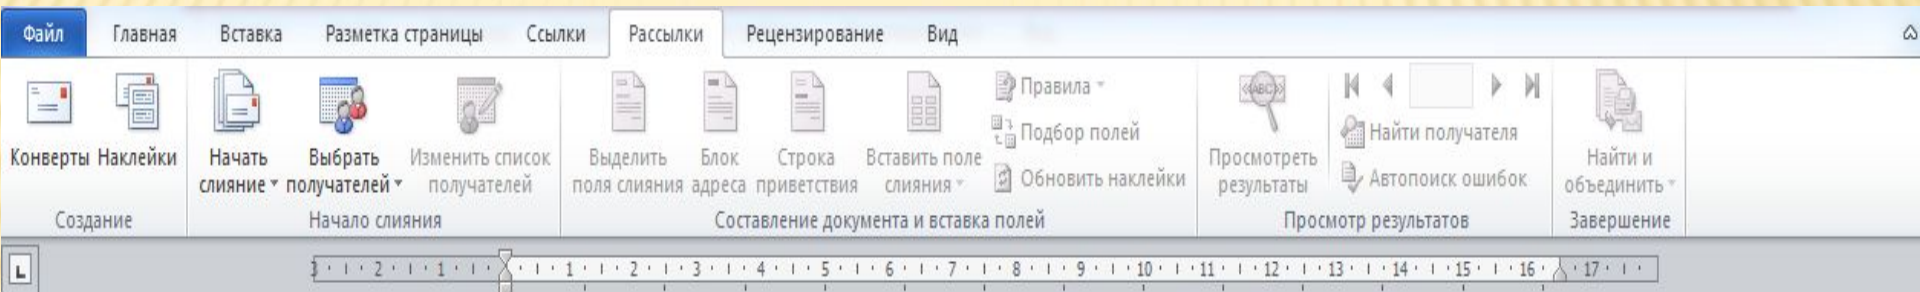 Файл Главная Вставка Разметка страницы Ссылки Рассылки Рецензирование Вид
Конверты Наклейки
Создание
Начать слияние
Выбрать получателей
Изменить список получателей
Начало слияния
Выделить поля слияния
Блок адреса
Строка приветствия
Вставить поле слияния
Правила
Подбор полей
Обновить наклейки
Составление документа и вставка полей
«ABC»
Просмотреть результаты
Найти получателя
Автопоиск ошибок
Просмотр результатов
Найти и объединить
Завершение
L
3 2 1 1 2 3 4 5 6 7 8 9 10 11 12 13 14 15 16 17